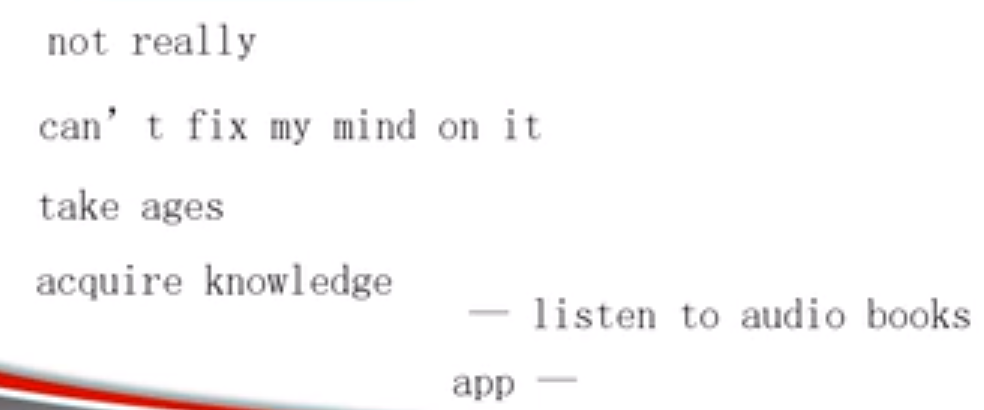 not really
can't fix my mind on it
take ages
acquire knowledge
— listen to audio books
app —